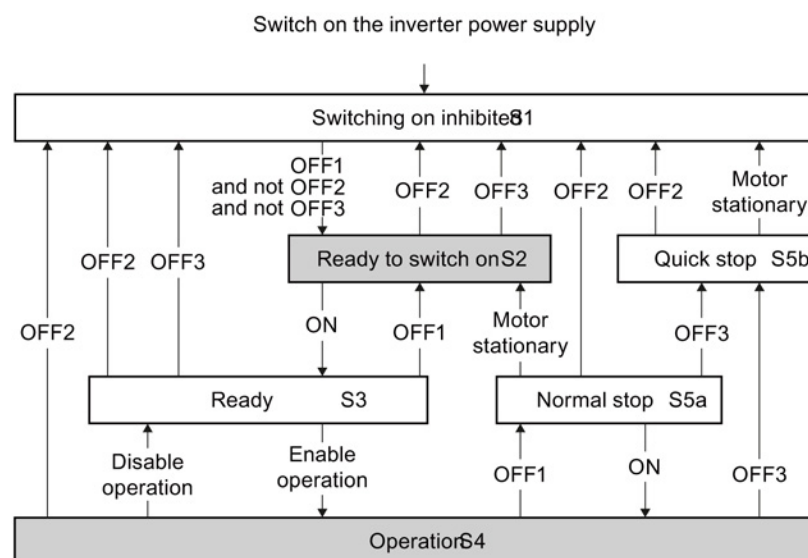 Switch on the inverter power supply
Switching on inhibited S1
OFF1
and not OFF2
and not OFF3
OFF2
OFF3
OFF2
OFF2
Motor
stationary
Ready to switch on S2
Quick stop S5b
OFF2
OFF3
OFF2
ON
OFF1
Motor
stationary
OFF3
Ready S3
Normal stop S5a
Disable
operation
Enable
operation
OFF1
ON
OFF3
Operation S4